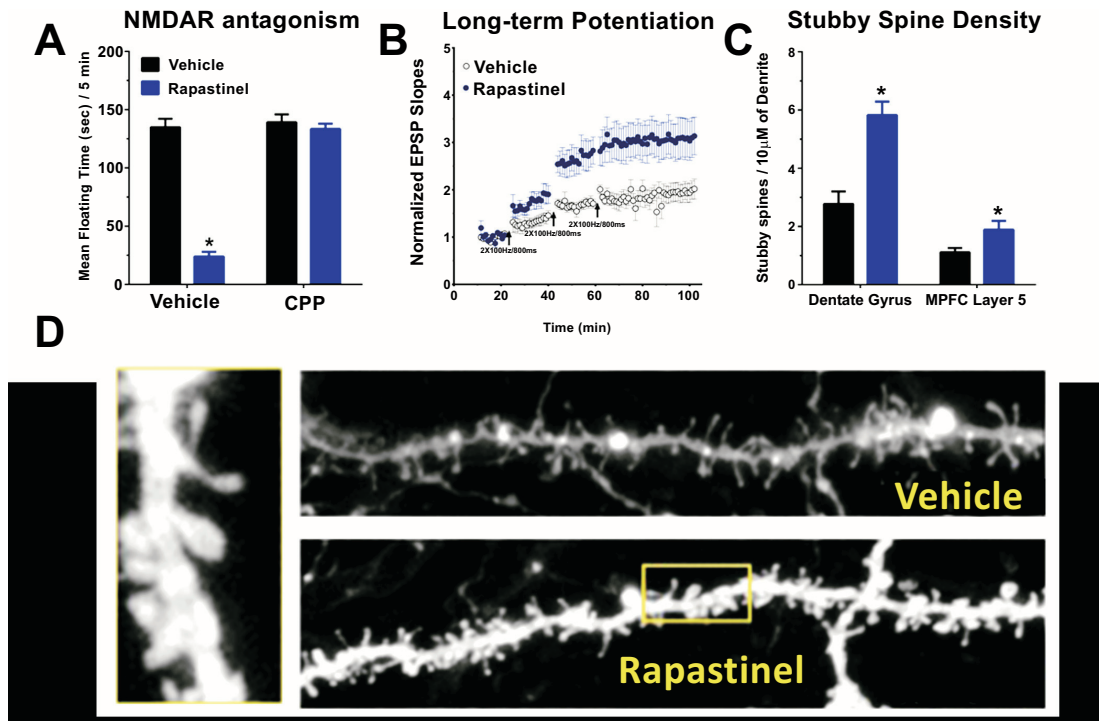 A
NMDAR antagonism
Mean Floating Time (sec) / 5 min
200
150
100
50
0
Vehicle
Rapastinel
*
Vehicle
CPP
B
Long-term Potentiation
Normalized EPSP Slopes
5
4
3
2
1
0
Vehicle
Rapastinel
2X100Hz/800ms
2X100Hz/800ms
2X100Hz/800ms
0
20
40
60
80
100
Time (min)
C
Stubby Spine Density
Stubby spines / 10μM of Denrite
8
6
4
2
0
*
*
Dentate Gyrus
MPFC Layer 5
D
Vehicle
Rapastinel